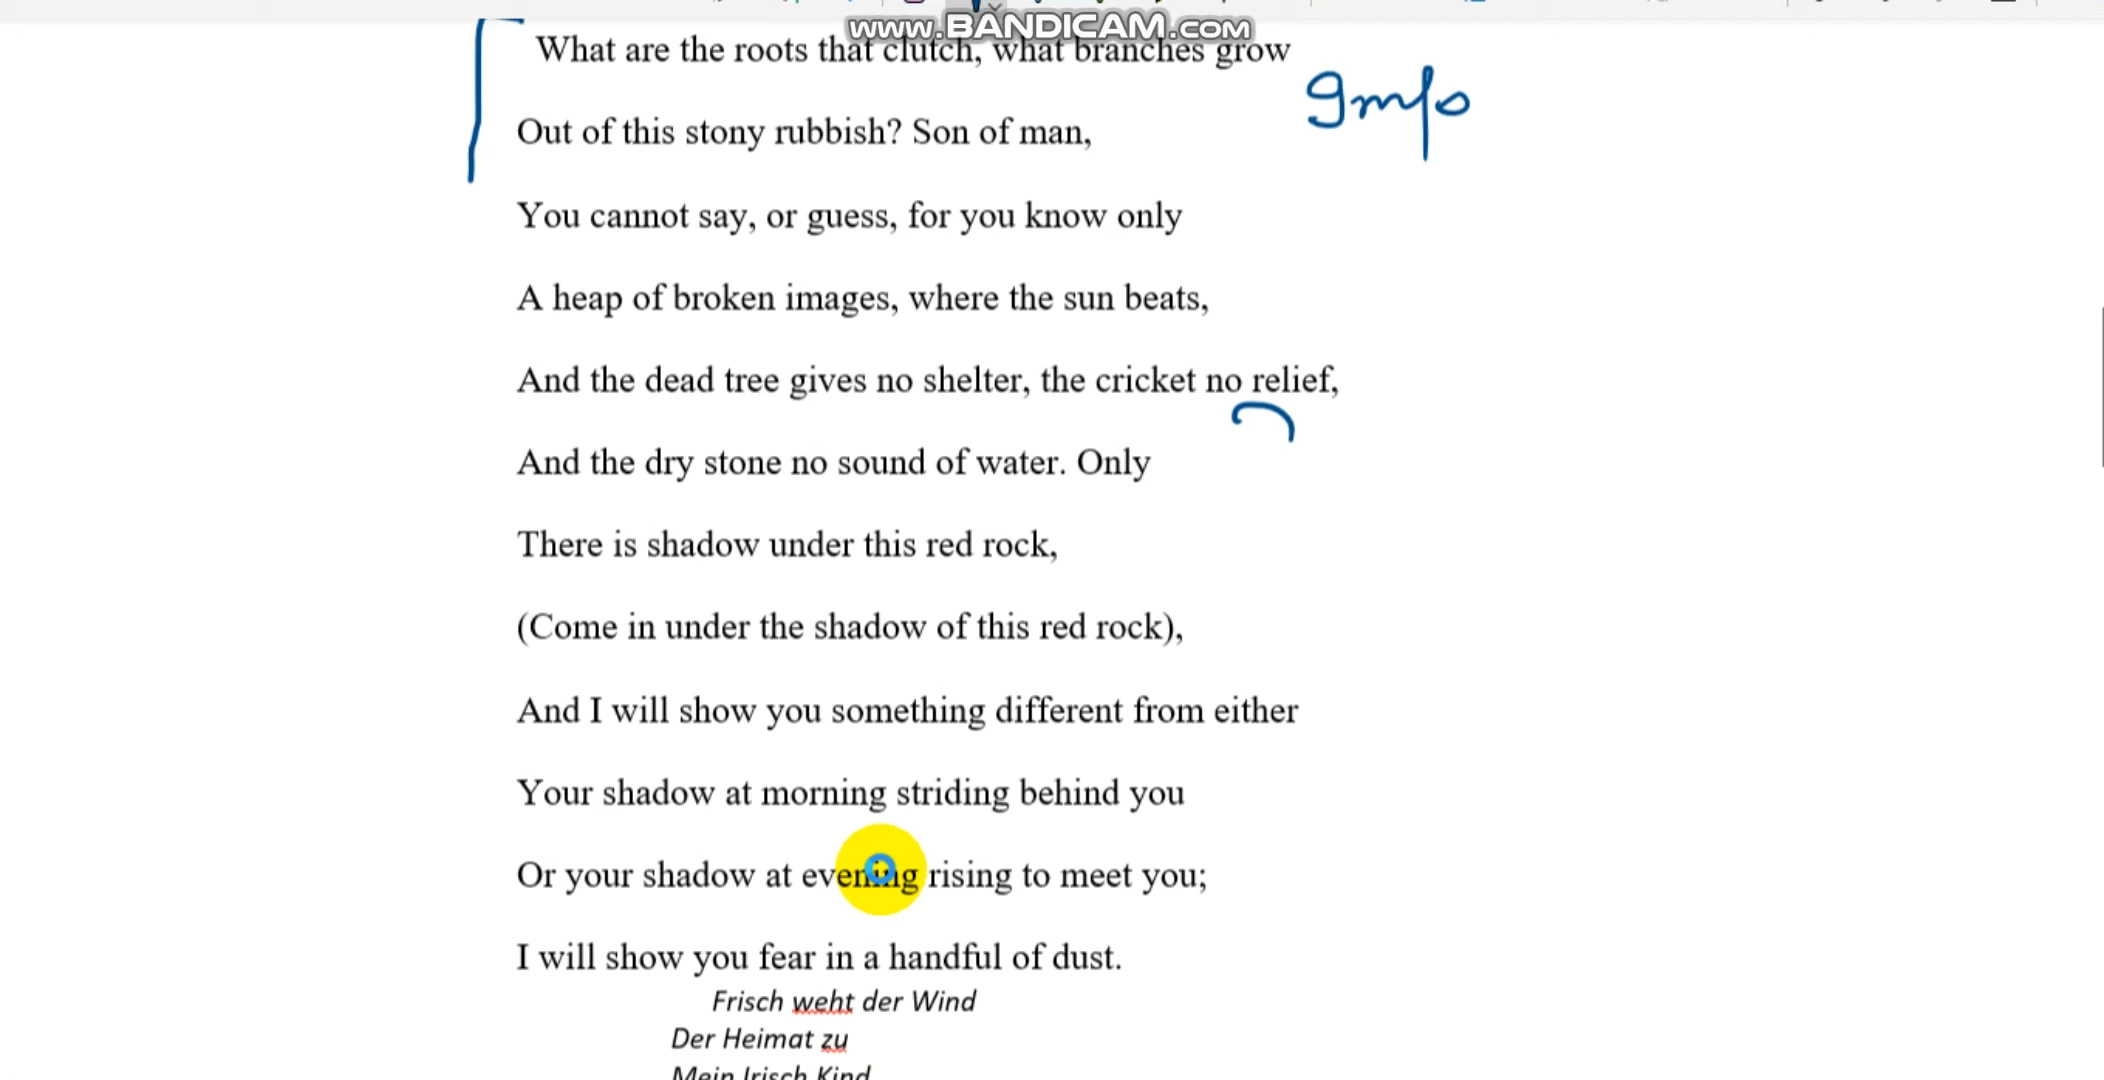 www.BANDICAM.com
What are the roots that clutch, what branches grow
Imp
Out of this stony rubbish? Son of man,
You cannot say, or guess, for you know only
A heap of broken images, where the sun beats,
And the dead tree gives no shelter, the cricket no relief,
And the dry stone no sound of water. Only
There is shadow under this red rock,
(Come in under the shadow of this red rock),
And I will show you something different from either
Your shadow at morning striding behind you
Or your shadow at evening rising to meet you;
I will show you fear in a handful of dust.
Frisch weht der Wind
Der Heimat zu
Mein Irisch Kind